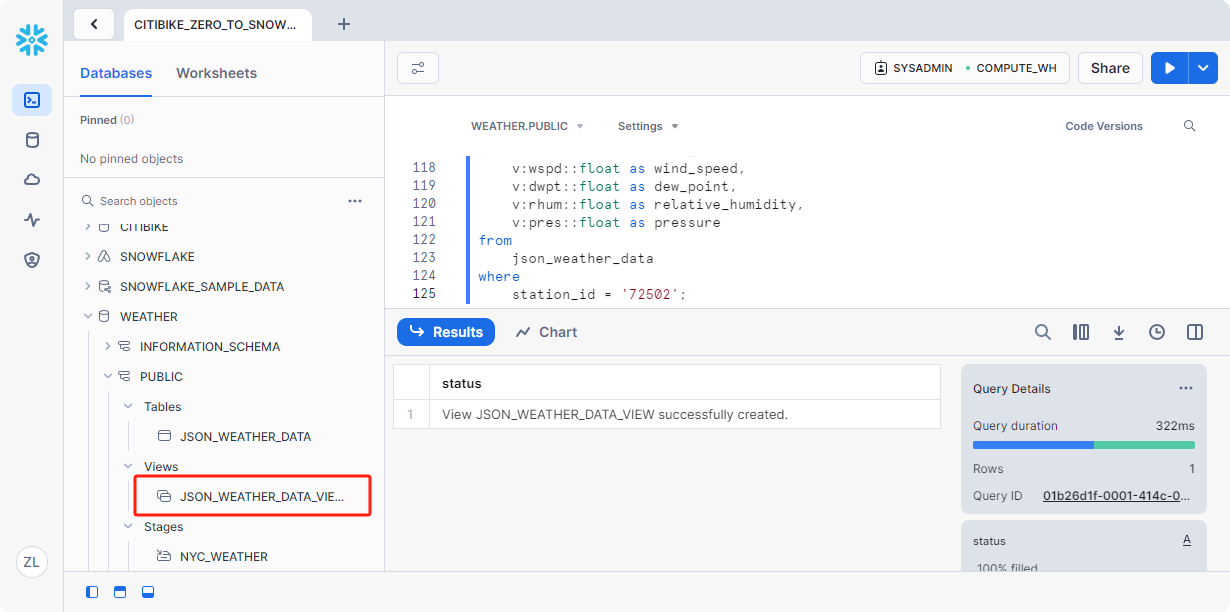 CITIBIKE_ZERO_TO_SNOW...
Databases
Worksheets
Pinned (0)
No pinned objects
Search objects
CITIBIKE
SNOWFLAKE
SNOWFLAKE_SAMPLE_DATA
WEATHER
INFORMATION_SCHEMA
PUBLIC
Tables
JSON_WEATHER_DATA
Views
JSON_WEATHER_DATA_VIE...
Stages
NYC_WEATHER
ZL
SYSADMIN • COMPUTE_WH
Share
WEATHER.PUBLIC
Settings
Code Versions
118 v:wspd::float as wind_speed,
119 v:dwpt::float as dew_point,
120 v:rhum::float as relative_humidity,
121 v:pres::float as pressure
122 from
123 json_weather_data
124 where
125 station_id = '72502';
Results
Chart
status
1 View JSON_WEATHER_DATA_VIEW successfully created.
Query Details
Query duration 322ms
Rows 1
Query ID 01b26d1f-0001-414c-0...
status A
100% filled